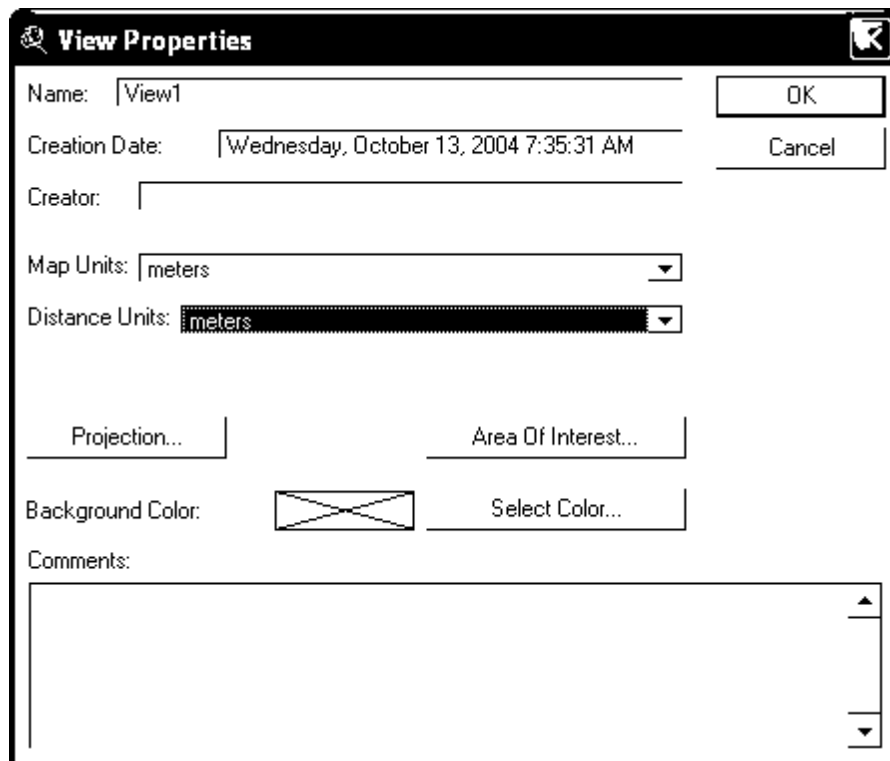 View Properties
Name: View1
OK
Creation Date: Wednesday, October 13, 2004 7:35:31 AM
Cancel
Creator:
Map Units: meters
Distance Units: meters
Projection...
Area Of Interest...
Background Color:
Select Color...
Comments: